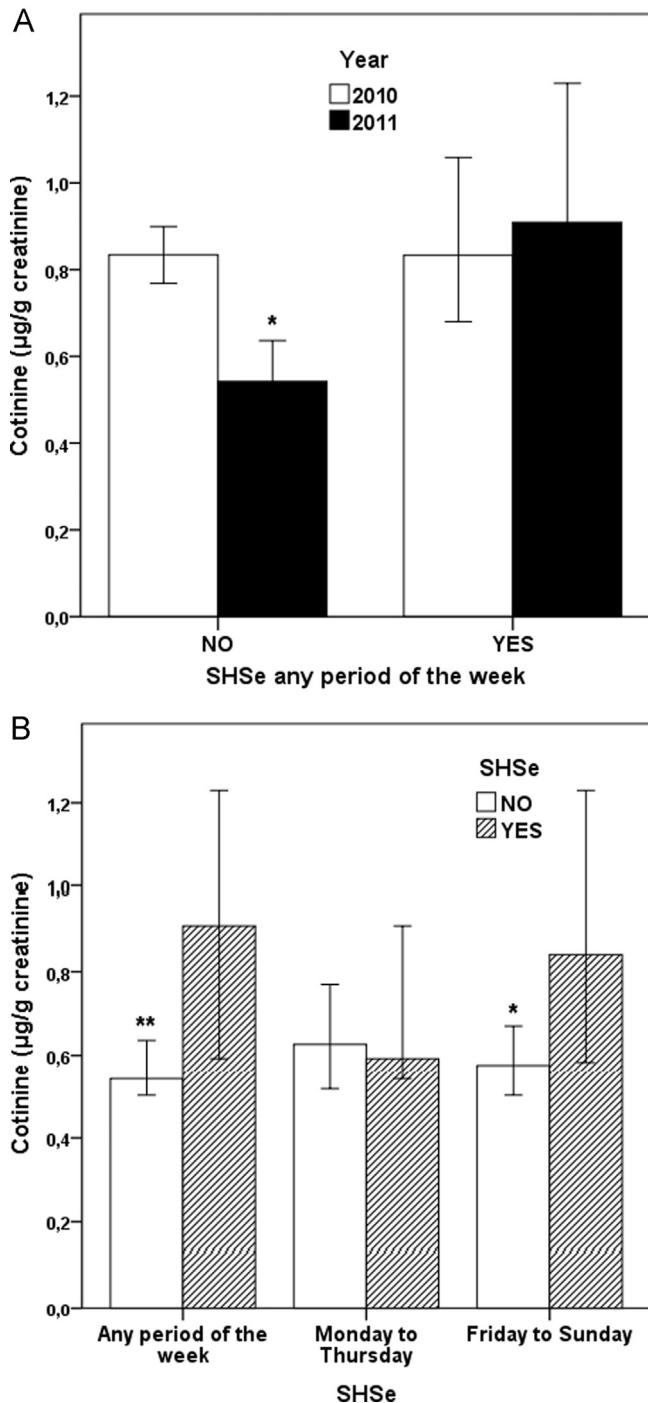 A
Year
2010
2011
1,2
1,0
0,8
0,6
0,4
0,2
0,0
Cotinine (µg/g creatinine)
*
NO
YES
SHSe any period of the week
B
SHSe
NO
YES
1,2
1,0
0,8
0,6
0,4
0,2
0,0
Cotinine (µg/g creatinine)
**
*
Any period of the week
Monday to Thursday
Friday to Sunday
SHSe